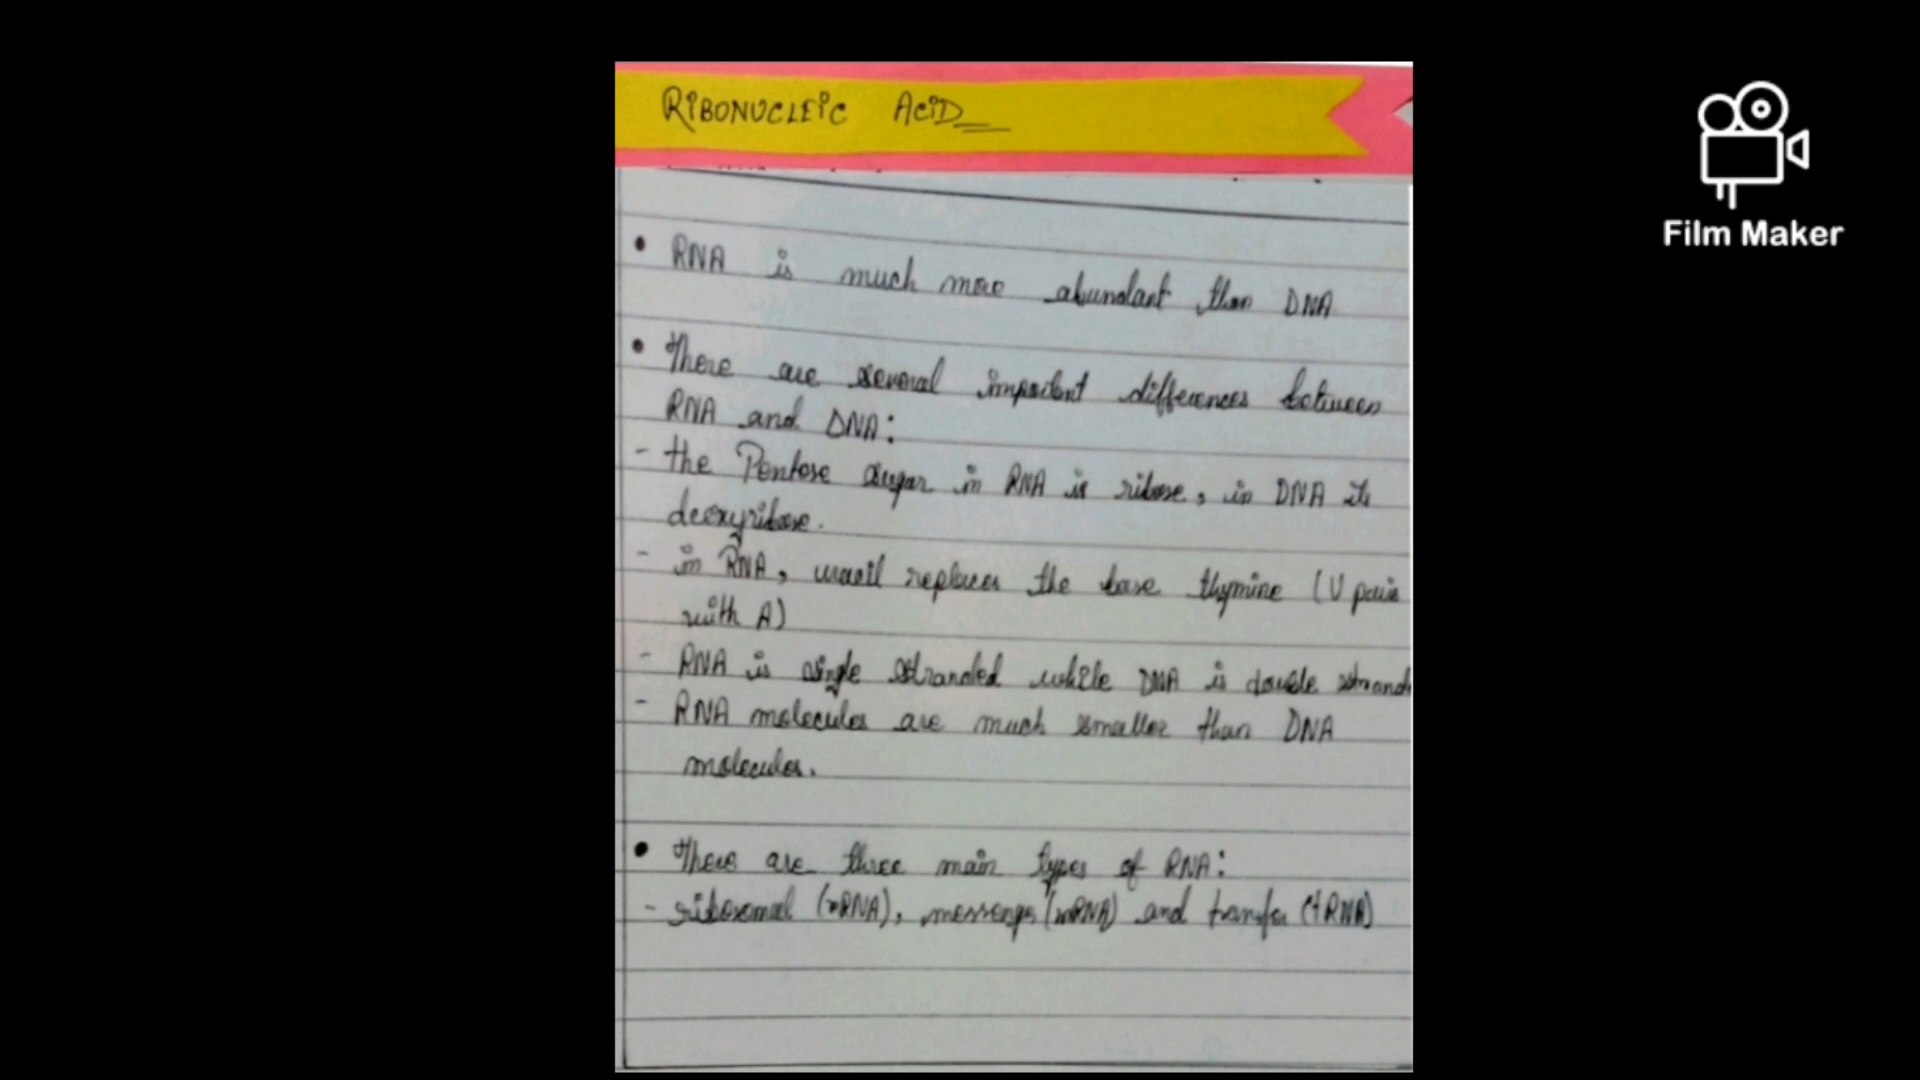 RiBONUCLEiC ACiD
Film Maker
• RNA is much more abundant than DNA
• There are several important differences between
RNA and DNA:
- the Pentose sugar in RNA is ribose, in DNA its
deoxyribose.
- in RNA, uracil replaces the base thymine (U pairs
with A)
- RNA is single stranded while DNA is double strand
- RNA molecules are much smaller than DNA
molecules.
• There are three main types of RNA:
- ribosomal (rRNA), messenger (mRNA) and transfer (tRNA)